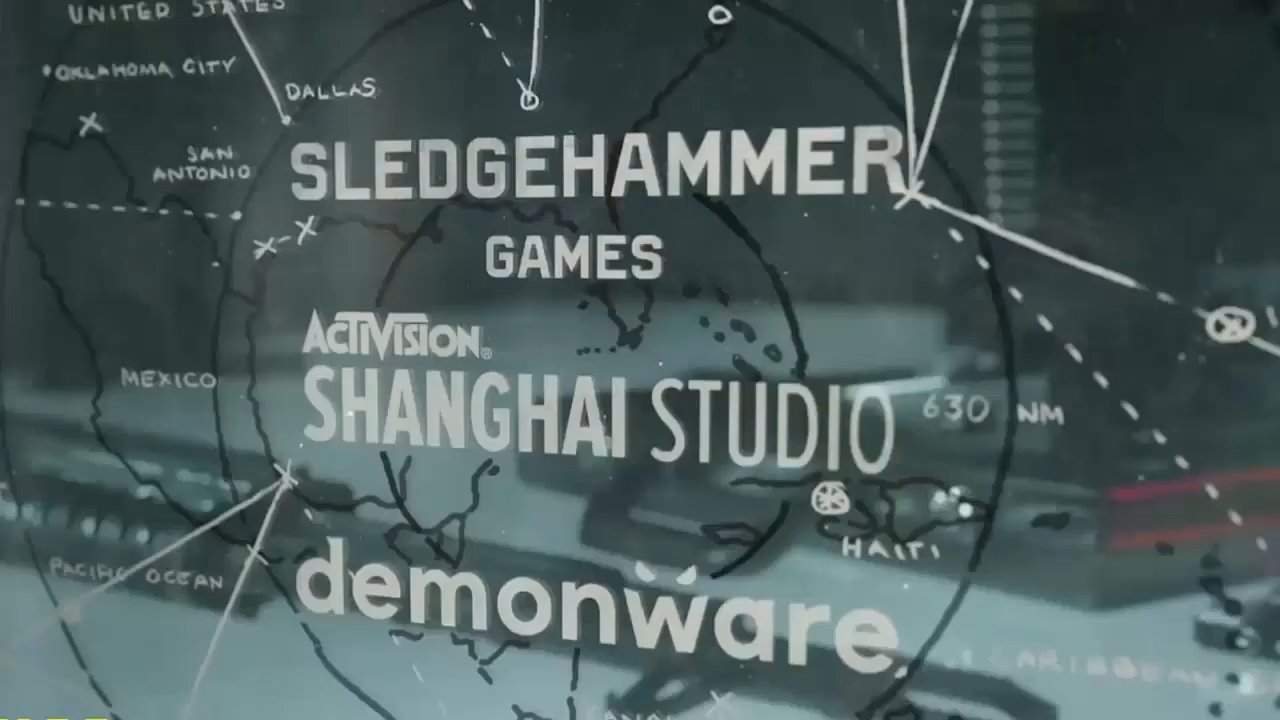 UNITED STATES
OKLAHOMA CITY
DALLAS
SAN
ANTONIO
SLEDGEHAMMER
GAMES
ACTIVISION®
SHANGHAI STUDIO
MEXICO
630 NM
demonware
HAITI
PACIFIC OCEAN
CARIBBEAN